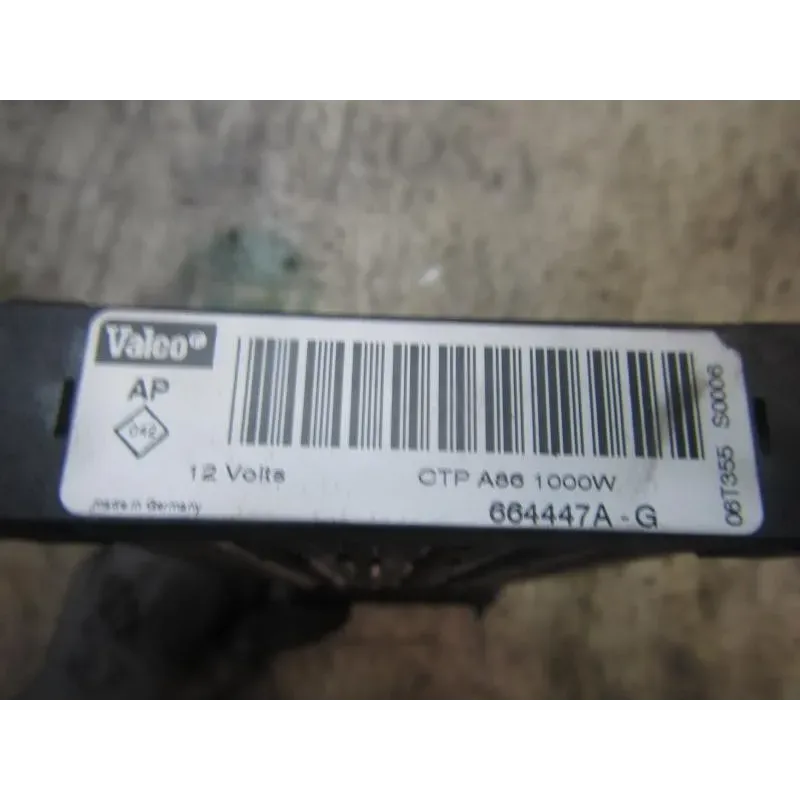 Valeo
AP
042
12 Volts
CTP A86 1000W
made in Germany
664447A - G
06T355 S0006